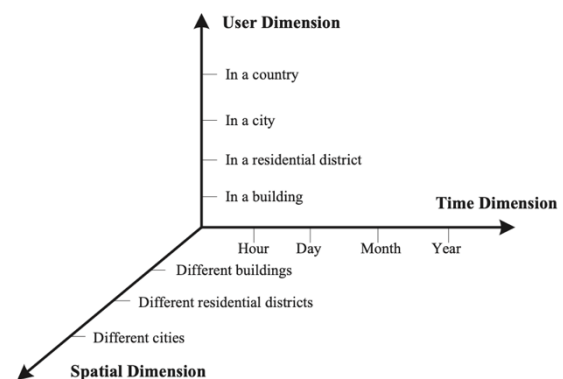 User Dimension
In a country
In a city
In a residential district
In a building
Time Dimension
Hour Day Month Year
Different buildings
Different residential districts
Different cities
Spatial Dimension